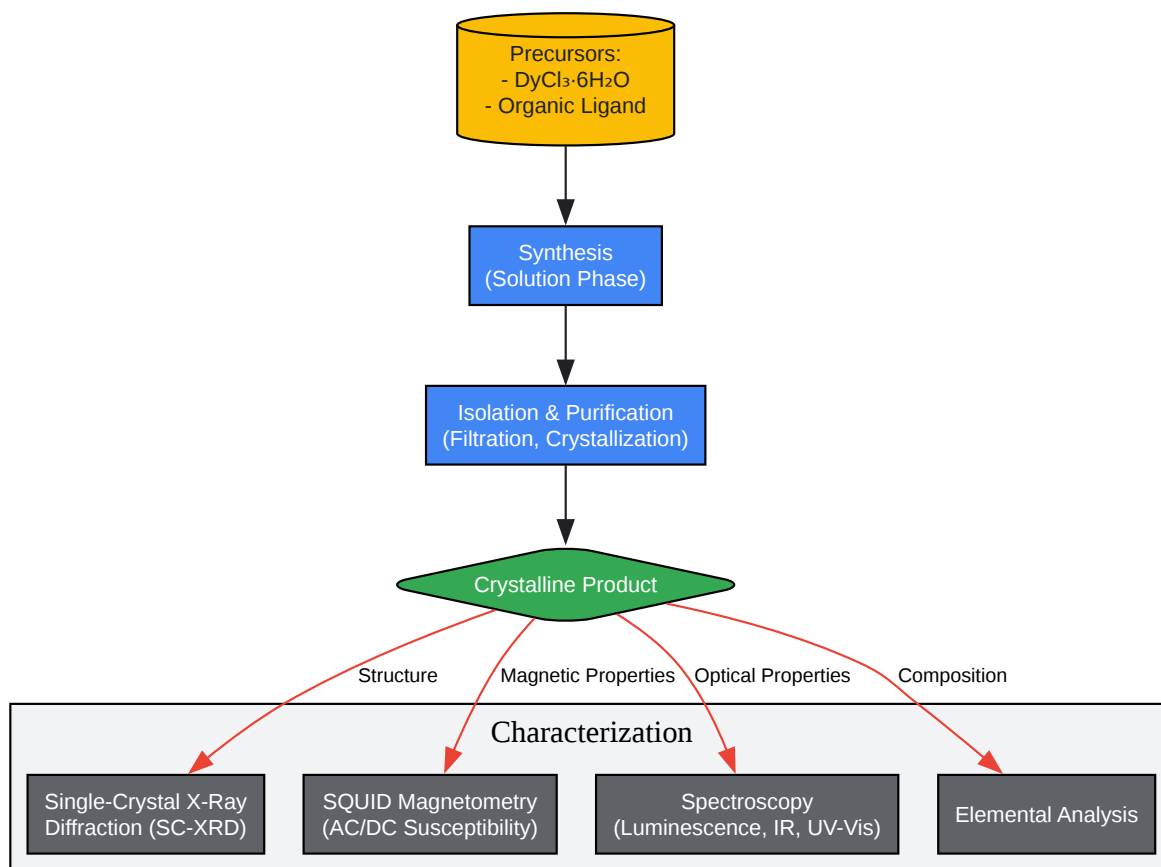 Precursors:
- DyCl₃·6H₂O
- Organic Ligand
Synthesis
(Solution Phase)
Isolation & Purification
(Filtration, Crystallization)
Crystalline Product
Structure
Magnetic Properties
Optical Properties
Composition
Characterization
Single-Crystal X-Ray
Diffraction (SC-XRD)
SQUID Magnetometry
(AC/DC Susceptibility)
Spectroscopy
(Luminescence, IR, UV-Vis)
Elemental Analysis